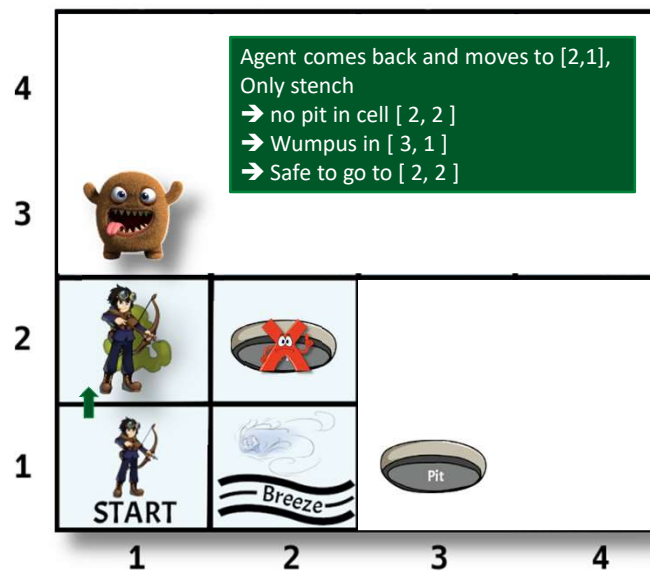 Agent comes back and moves to [2,1],
Only stench
➔ no pit in cell [ 2, 2 ]
➔ Wumpus in [ 3, 1 ]
➔ Safe to go to [ 2, 2 ]
4
3
2
1
START
Breeze
Pit
1 2 3 4